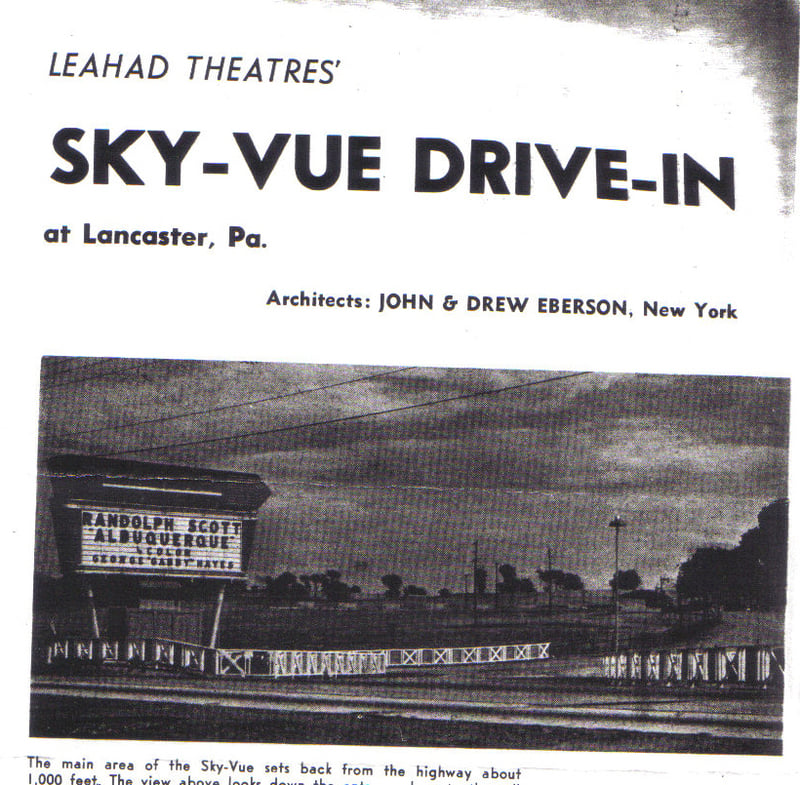 LEAHAD THEATRES'
SKY-VUE DRIVE-IN
at Lancaster, Pa.
Architects: JOHN & DREW EBERSON, New York
RANDOLPH SCOTT
"ALBUQUERQUE"
COLOR
GEORGE "GABBY" HAYES
The main area of the Sky-Vue sets back from the highway about
1,000 feet. The view above looks down the